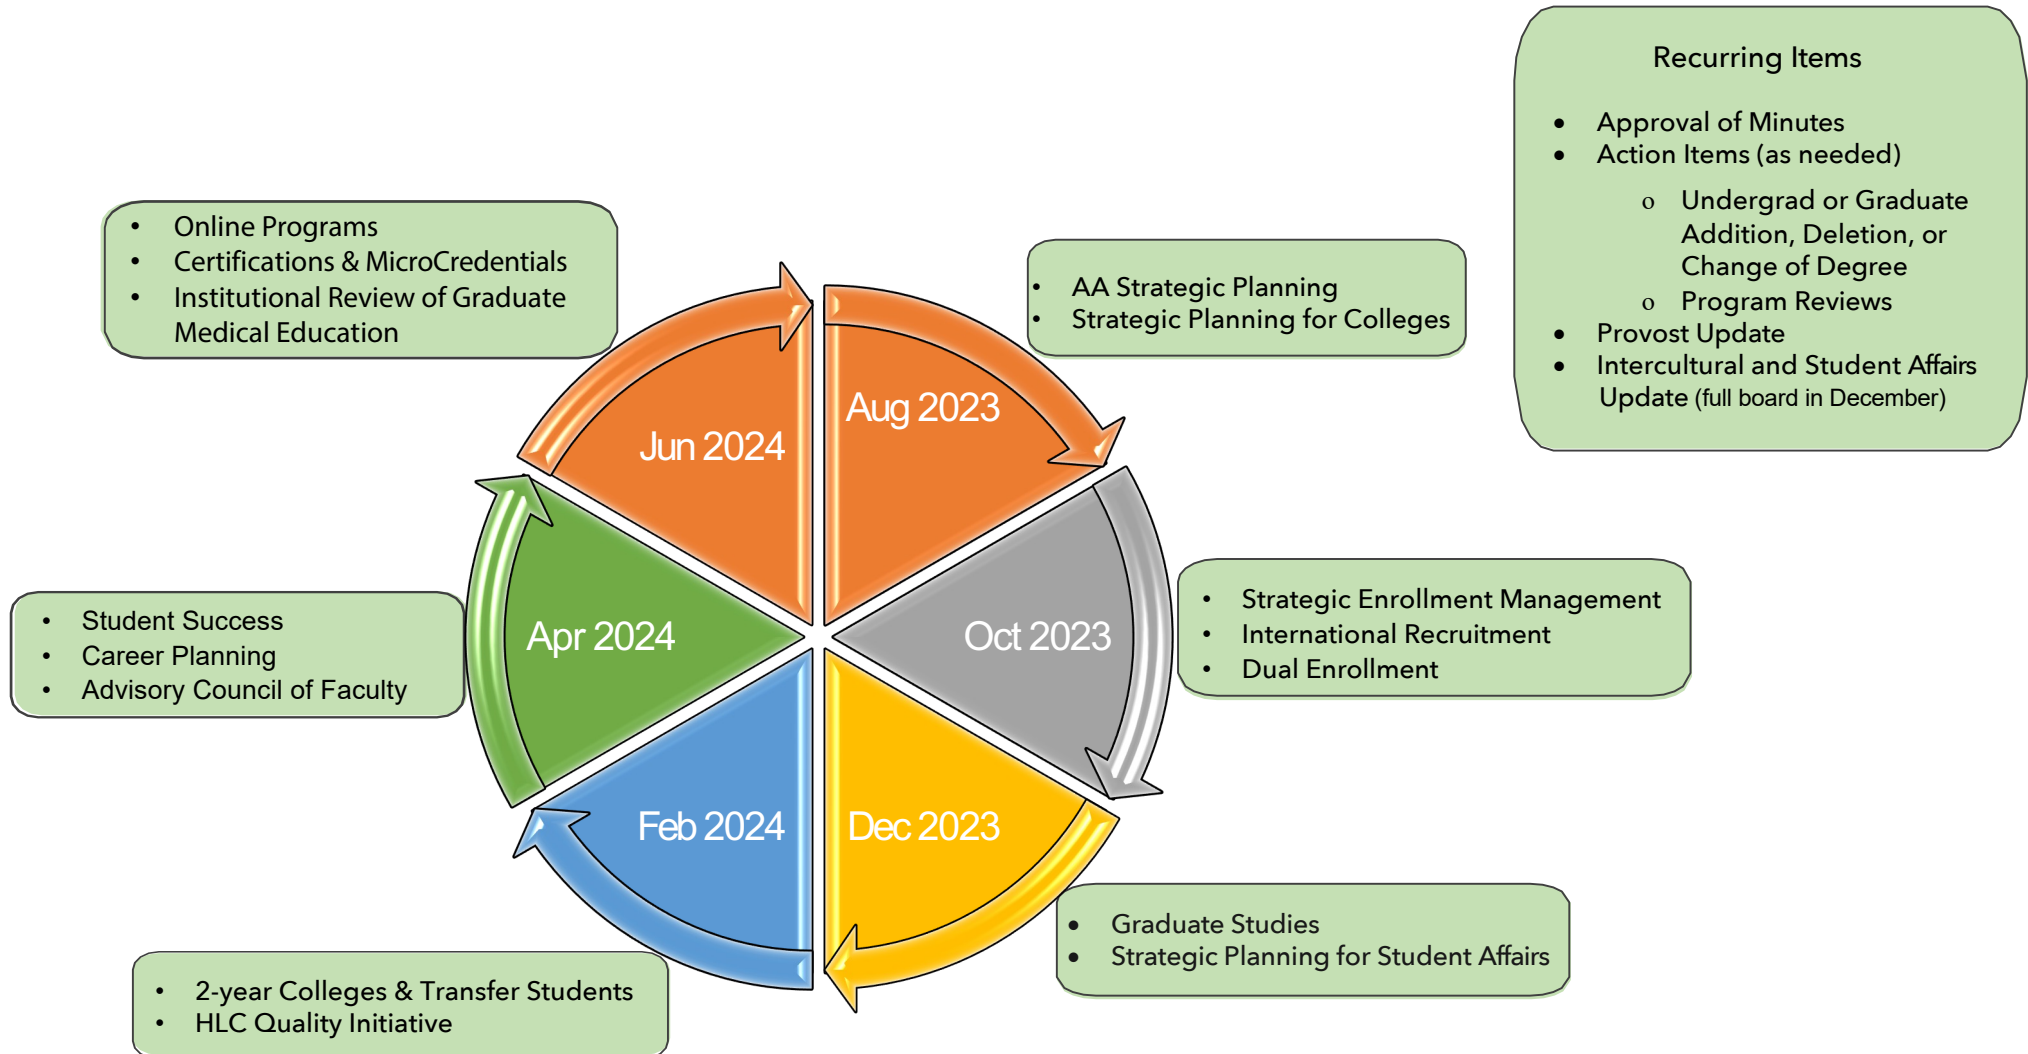 Recurring Items
• Approval of Minutes
• Action Items (as needed)
o Undergrad or Graduate
Addition, Deletion, or
Change of Degree
o Program Reviews
• Provost Update
• Intercultural and Student Affairs
Update (full board in December)
• Online Programs
• Certifications & MicroCredentials
• Institutional Review of Graduate
Medical Education
• AA Strategic Planning
• Strategic Planning for Colleges
Aug 2023
Jun 2024
• Strategic Enrollment Management
• International Recruitment
• Dual Enrollment
Oct 2023
Apr 2024
• Student Success
• Career Planning
• Advisory Council of Faculty
Feb 2024
Dec 2023
• Graduate Studies
• Strategic Planning for Student Affairs
• 2-year Colleges & Transfer Students
• HLC Quality Initiative